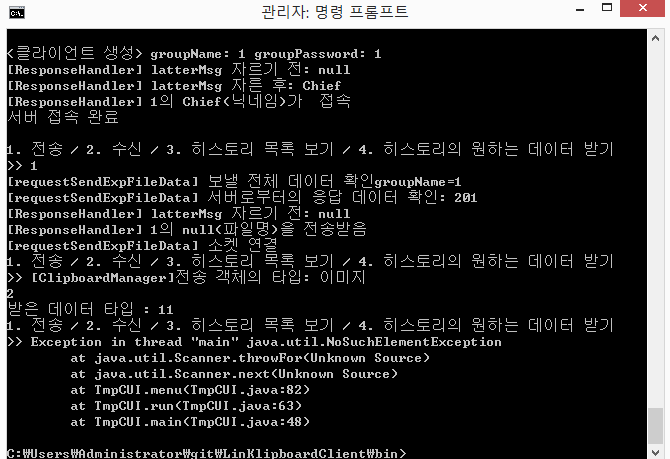 관리자: 명령 프롬프트
<클라이언트 생성> groupName: 1 groupPassword: 1
[ResponseHandler] latterMsg 자르기 전: null
[ResponseHandler] latterMsg 자른 후: Chief
[ResponseHandler] 1의 Chief(닉네임)가  접속
서버 접속 완료
1. 전송 / 2. 수신 / 3. 히스토리 목록 보기 / 4. 히스토리의 원하는 데이터 받기
>> 1
[requestSendExpFileData] 보낼 전체 데이터 확인groupName=1
[requestSendExpFileData] 서버로부터의 응답 데이터 확인: 201
[ResponseHandler] latterMsg 자르기 전: null
[ResponseHandler] 1의 null(파일명)을 전송받음
[requestSendExpFileData] 소켓 연결
1. 전송 / 2. 수신 / 3. 히스토리 목록 보기 / 4. 히스토리의 원하는 데이터 받기
>> [ClipboardManager]전송 객체의 타입: 이미지
2
받은 데이터 타입 : 11
1. 전송 / 2. 수신 / 3. 히스토리 목록 보기 / 4. 히스토리의 원하는 데이터 받기
>> Exception in thread "main" java.util.NoSuchElementException
at java.util.Scanner.throwFor(Unknown Source)
at java.util.Scanner.next(Unknown Source)
at TmpCUI.menu(TmpCUI.java:82)
at TmpCUI.run(TmpCUI.java:63)
at TmpCUI.main(TmpCUI.java:48)
C:₩Users₩Administrator₩git₩LinKlipboardClient₩bin>